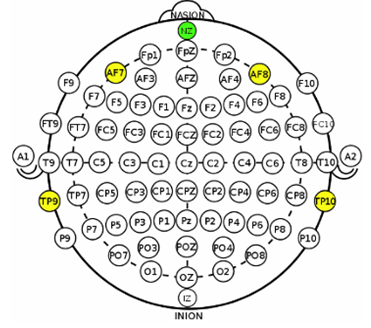 NASION
NZ
Fp1 FpZ Fp2
AF7 AF3 AFZ AF4 AF8
F9 F7 F5 F3 F1 Fz F2 F4 F6 F8 F10
FT9 FT7 FC5 FC3 FC1 FCZ FC2 FC4 FC6 FC8 FC10
A1 T9 T7 C5 C3 C1 Cz C2 C4 C6 T8 T10 A2
TP9 TP7 CP5 CP3 CP1 CPZ CP2 CP4 CP6 CP8 TP10
P9 P7 P5 P3 P1 Pz P2 P4 P6 P8 P10
PO7 PO3 POZ PO4 PO8
O1 OZ O2
IZ
INION